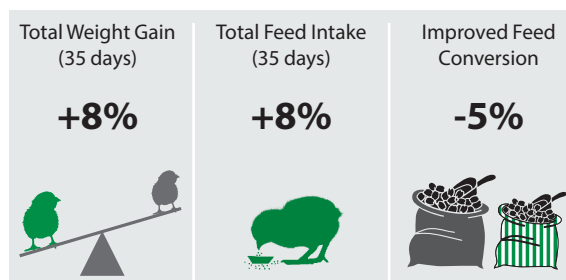 Total Weight Gain
(35 days)
+8%
Total Feed Intake
(35 days)
+8%
Improved Feed
Conversion
-5%